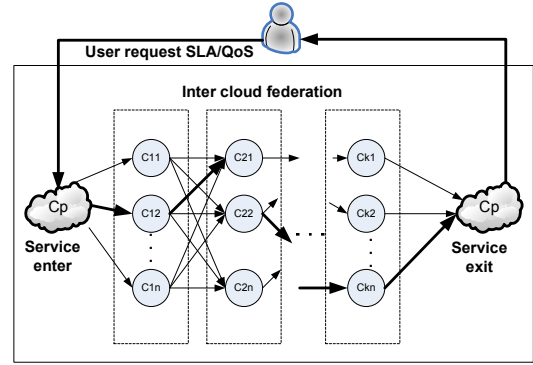 User request SLA/QoS
Inter cloud federation
C11
C21
Ck1
Cp
C12
C22
Ck2
Cp
Service
enter
Service
exit
C1n
C2n
Ckn